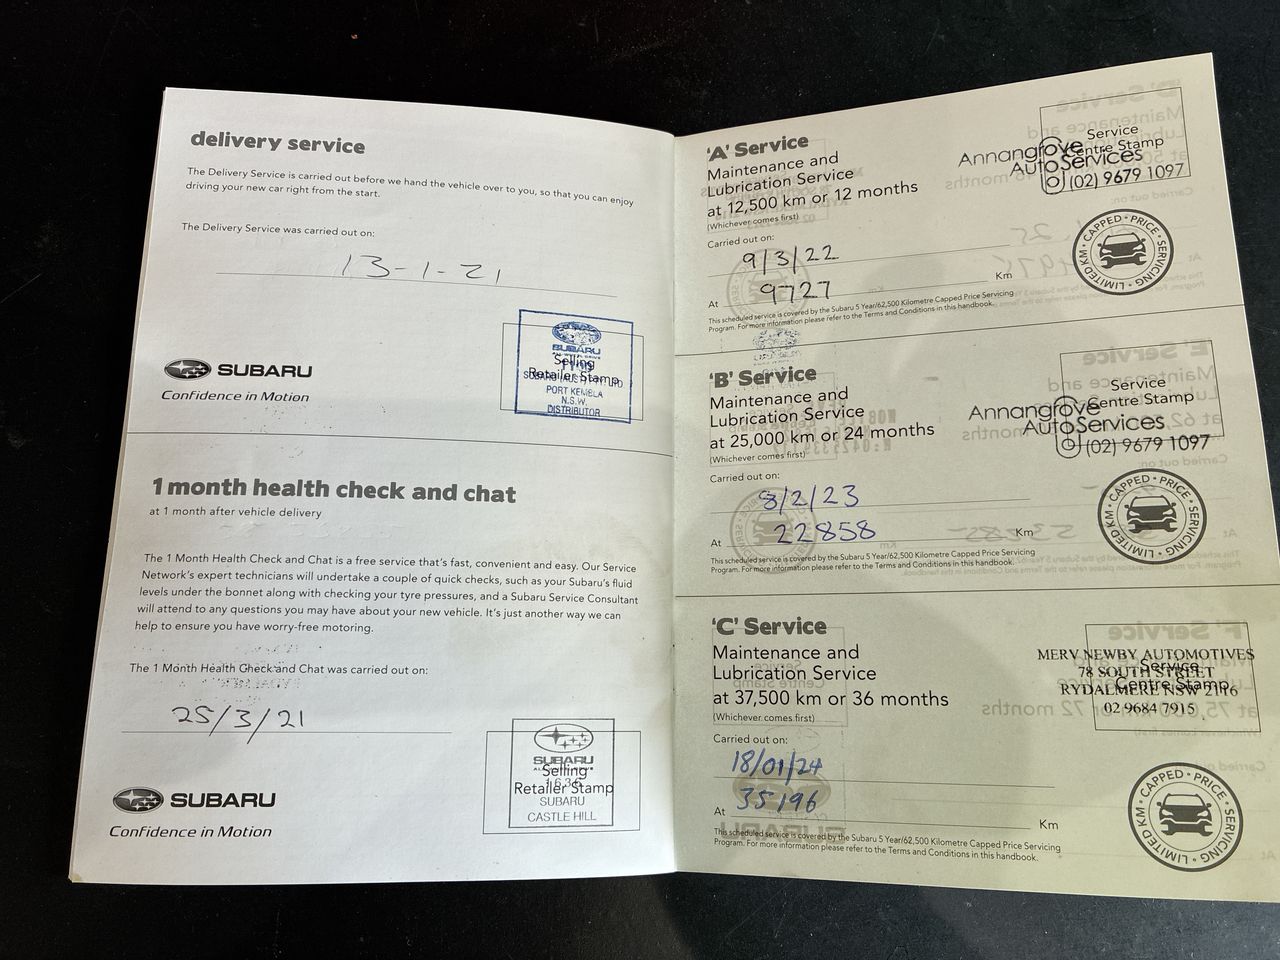 delivery service
The Delivery Service is carried out before we hand the vehicle over to you, so that you can enjoy
driving your new car right from the start.
The Delivery Service was carried out on:
13-1-21
SUBARU
Confidence in Motion
SUBARU
Selling
Retailer Stamp
PORT KEMBLA
N.S.W.
DISTRIBUTOR
1 month health check and chat
at 1 month after vehicle delivery
The 1 Month Health Check and Chat is a free service that's fast, convenient and easy. Our Service
Network's expert technicians will undertake a couple of quick checks, such as your Subaru's fluid
levels under the bonnet along with checking your tyre pressures, and a Subaru Service Consultant
will attend to any questions you may have about your new vehicle. It's just another way we can
help to ensure you have worry-free motoring.
The 1 Month Health Check and Chat was carried out on:
25/3/21
SUBARU
Confidence in Motion
SUBARU
Selling
Retailer Stamp
SUBARU
CASTLE HILL
'A' Service
Maintenance and
Lubrication Service
at 12,500 km or 12 months
(Whichever comes first)
Carried out on:
9/3/22
At 9727 Km
This scheduled service is covered by the Subaru 5 Year/62,500 Kilometre Capped Price Servicing
Program. For more information please refer to the Terms and Conditions in this handbook.
Service
Centre Stamp
Annangrove
AutoServices
(02) 9679 1097
CAPPED · PRICE · SERVICING · LIMITED KM ·
'B' Service
Maintenance and
Lubrication Service
at 25,000 km or 24 months
(Whichever comes first)
Carried out on:
8/2/23
At 22858 Km
This scheduled service is covered by the Subaru 5 Year/62,500 Kilometre Capped Price Servicing
Program. For more information please refer to the Terms and Conditions in this handbook.
Service
Centre Stamp
Annangrove
AutoServices
(02) 9679 1097
CAPPED · PRICE · SERVICING · LIMITED KM ·
'C' Service
Maintenance and
Lubrication Service
at 37,500 km or 36 months
(Whichever comes first)
Carried out on:
18/01/24
At 35196 Km
This scheduled service is covered by the Subaru 5 Year/62,500 Kilometre Capped Price Servicing
Program. For more information please refer to the Terms and Conditions in this handbook.
MERV NEWBY AUTOMOTIVES
Service
78 SOUTH STREET
Centre Stamp
RYDALMERE NSW 2116
02 9684 7915
CAPPED · PRICE · SERVICING · LIMITED KM ·